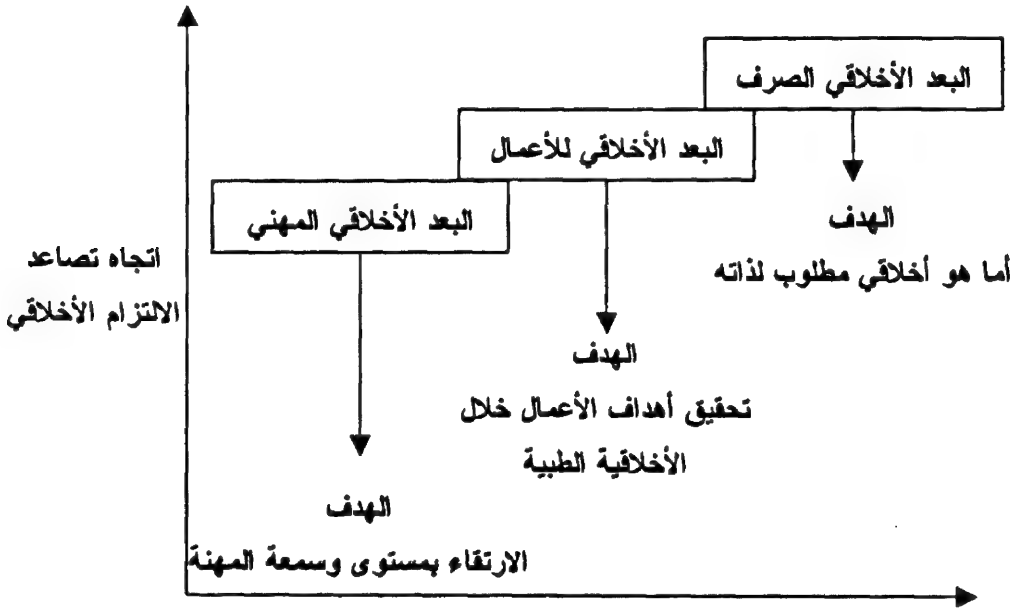 البعد الأخلاقي الصرف
البعد الأخلاقي للأعمال
البعد الأخلاقي المهني
الهدف
أما هو أخلاقي مطلوب لذاته
اتجاه تصاعد
الالتزام الأخلاقي
الهدف
تحقيق أهداف الأعمال خلال
الأخلاقية الطبية
الهدف
الارتقاء بمستوى وسمعة المهنة